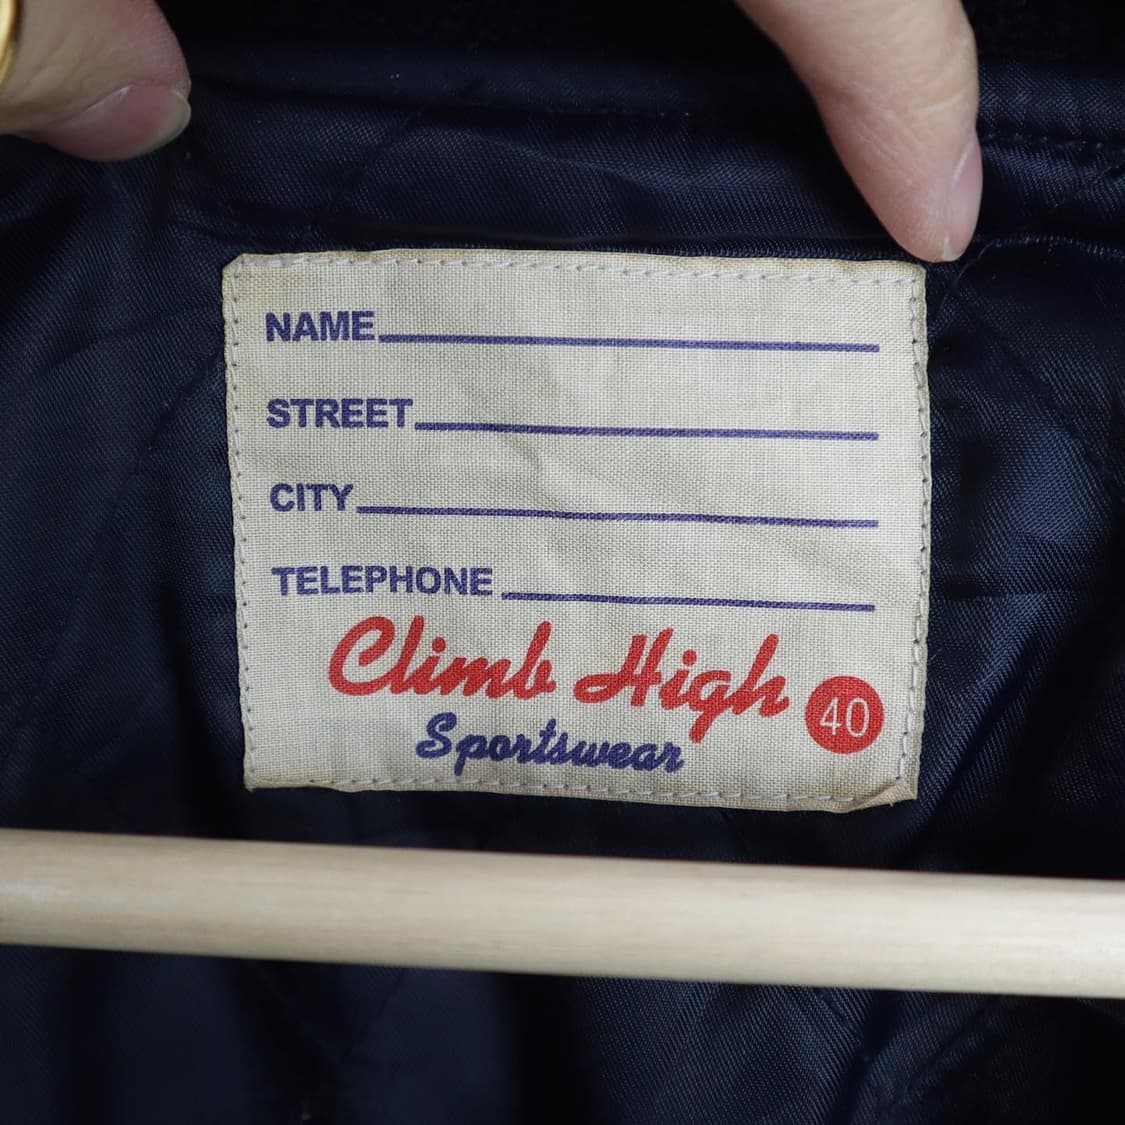 NAME
STREET
CITY
TELEPHONE
Climb High
40
Sportswear